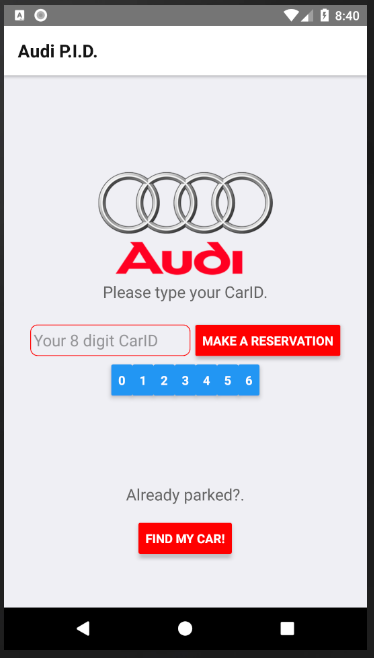 8:40
Audi P.I.D.
Audi
Please type your CarID.
Your 8 digit CarID MAKE A RESERVATION
0 1 2 3 4 5 6
Already parked?.
FIND MY CAR!